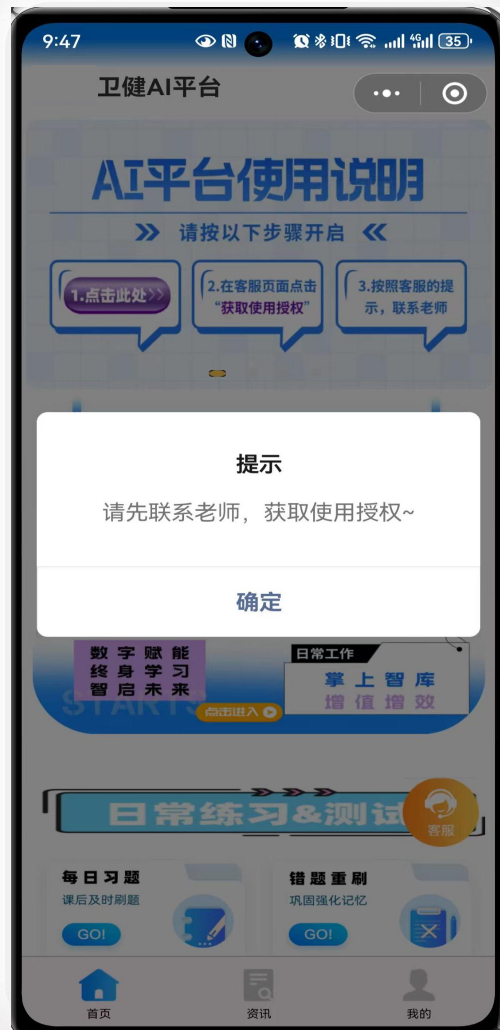 9:47
4G
35
卫健AI平台
AI平台使用说明
请按以下步骤开启
1.点击此处>>
2.在客服页面点击
“获取使用授权”
3.按照客服的提
示，联系老师
提示
请先联系老师，获取使用授权~
确定
数字赋能
终身学习
智启未来
START
点击进入
日常工作
掌上智库
增值增效
日常练习&测试
客服
每日习题
课后及时刷题
GO!
错题重刷
巩固强化记忆
GO!
首页
资讯
我的